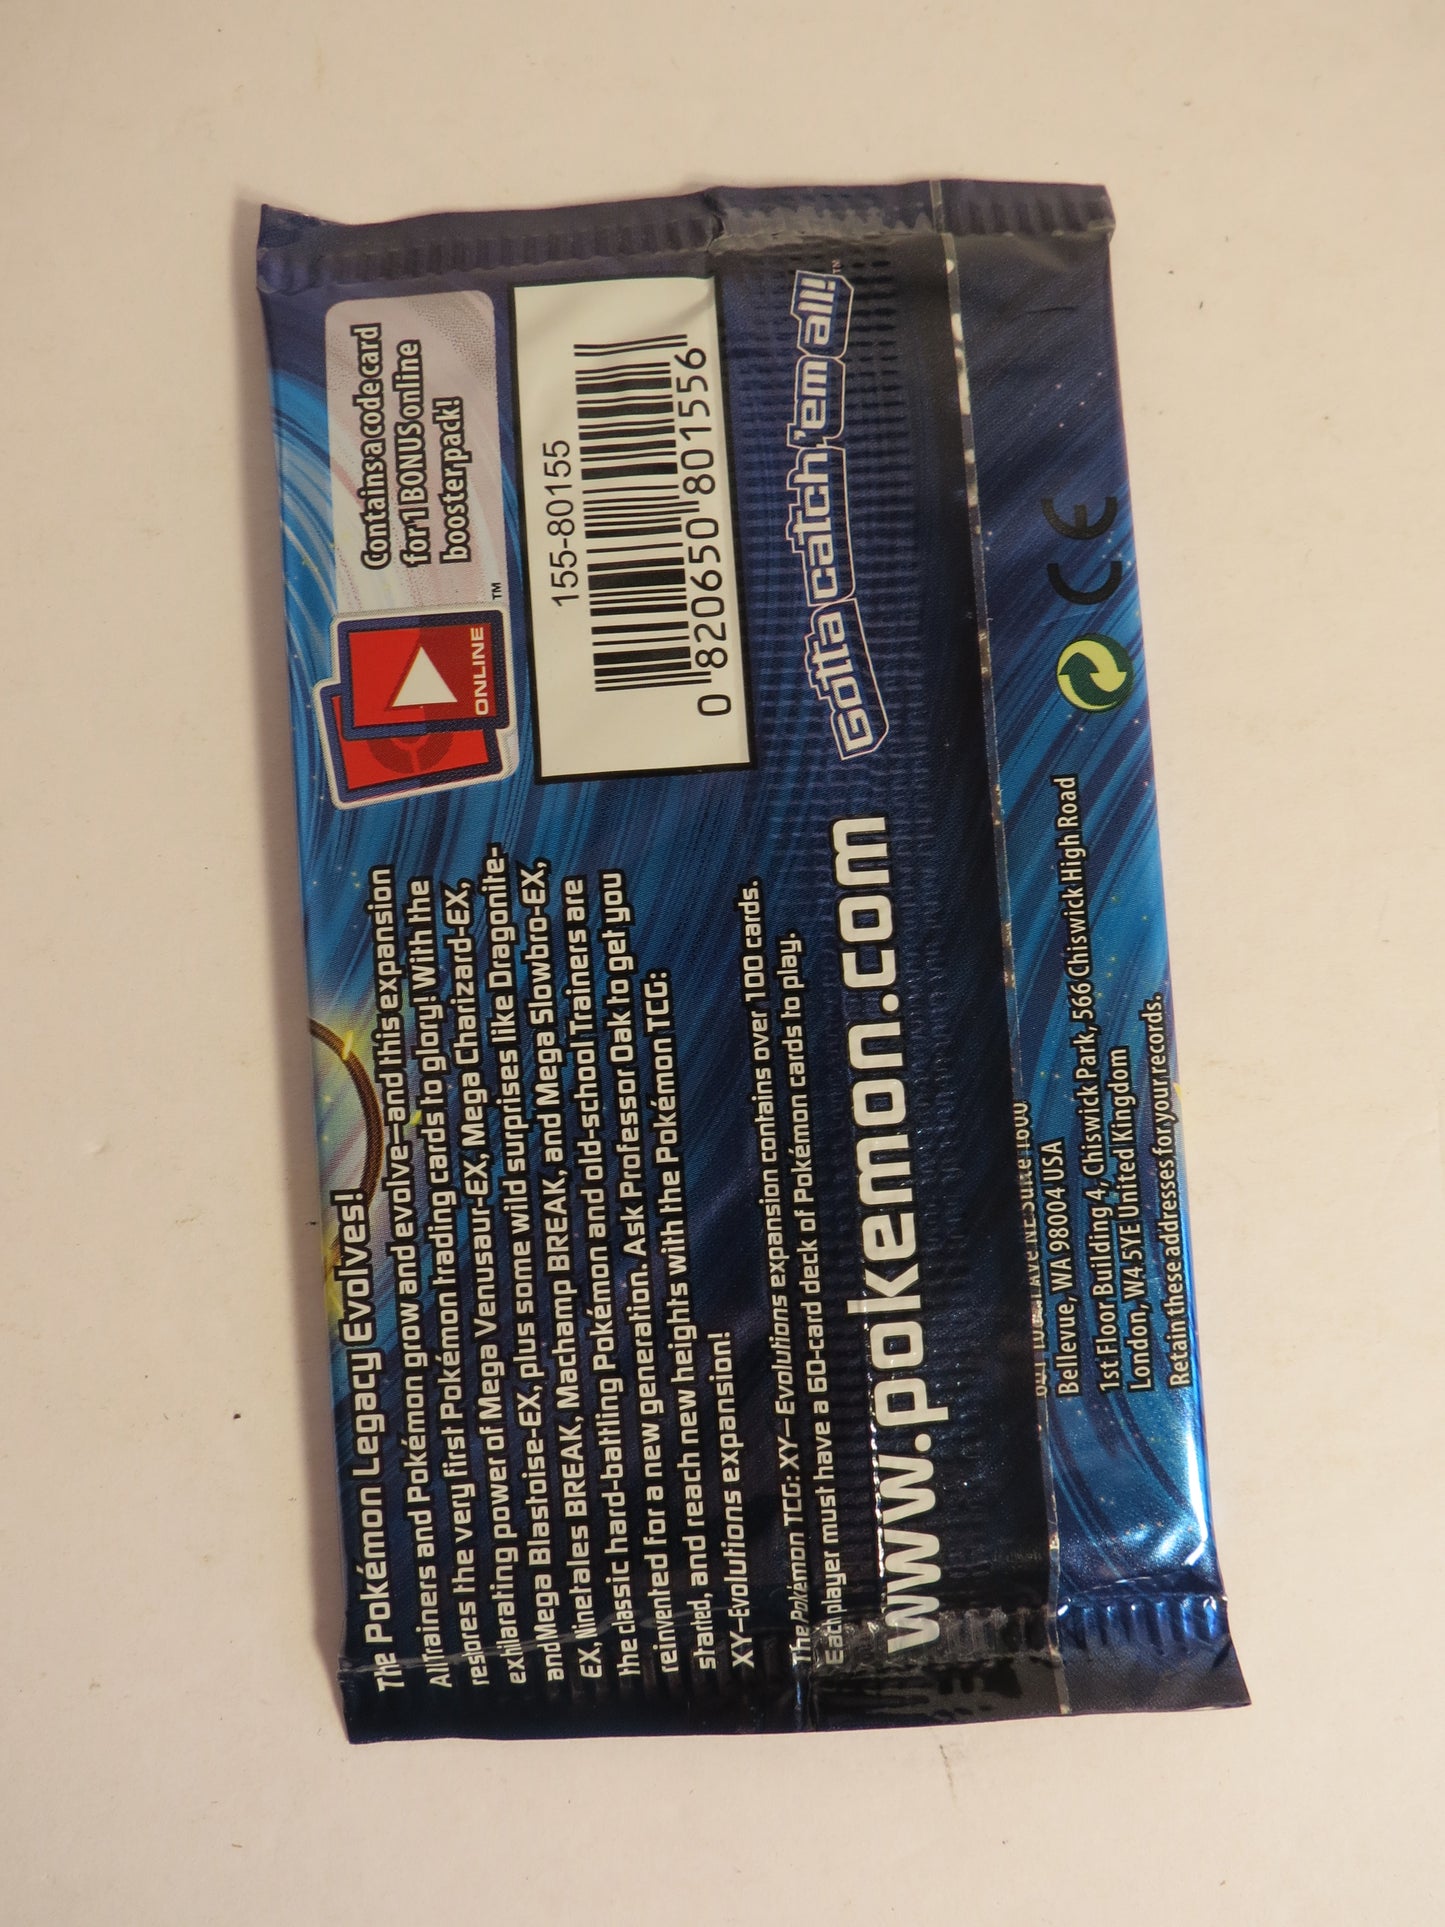 The Pokémon Legacy Evolves!
All Trainers and Pokémon grow and evolve—and this expansion
restores the very first Pokémon trading cards to glory! With the
exhilarating power of Mega Venusaur-EX, Mega Charizard-EX,
and Mega Blastoise-EX, plus some wild surprises like Dragonite-
EX, Ninetales BREAK, Machamp BREAK, and Mega Slowbro-EX,
the classic hard-battling Pokémon and old-school Trainers are
reinvented for a new generation. Ask Professor Oak to get you
started, and reach new heights with the Pokémon TCG:
XY—Evolutions expansion!
The Pokémon TCG: XY—Evolutions expansion contains over 100 cards.
Each player must have a 60-card deck of Pokémon cards to play.
www.pokemon.com
ONLINE
TM
Contains a code card
for 1 BONUS online
booster pack!
155-80155
0 820650 801556
Gotta catch 'em all!
TM
Ave NE Suite
Bellevue, WA 98004 USA
1st Floor Building 4, Chiswick Park, 566 Chiswick High Road
London, W4 5YE United Kingdom
Retain these addresses for your records.
CE